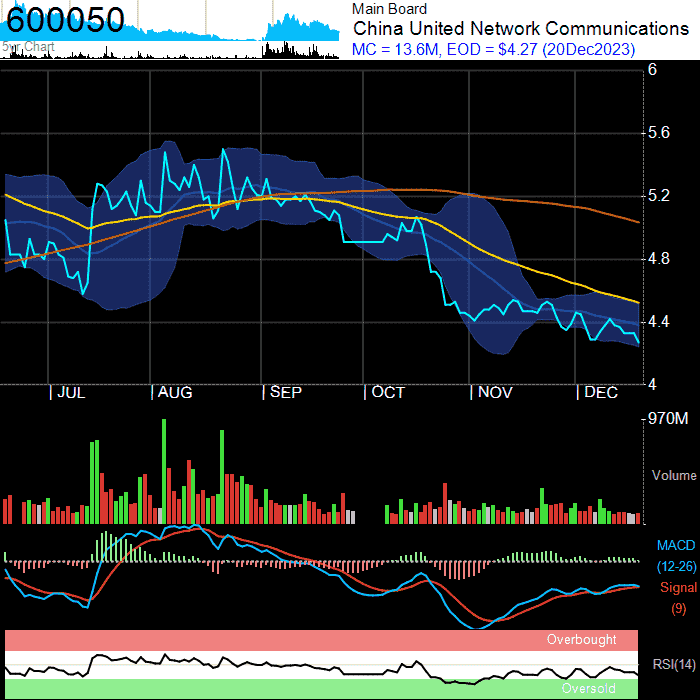 600050
5yr Chart
Main Board
China United Network Communications
MC = 13.6M, EOD = $4.27 (20Dec2023)
6
5.6
5.2
4.8
4.4
4
| JUL | AUG | SEP | OCT | NOV | DEC
970M
Volume
MACD
(12-26)
Signal
(9)
Overbought
RSI(14)
Oversold